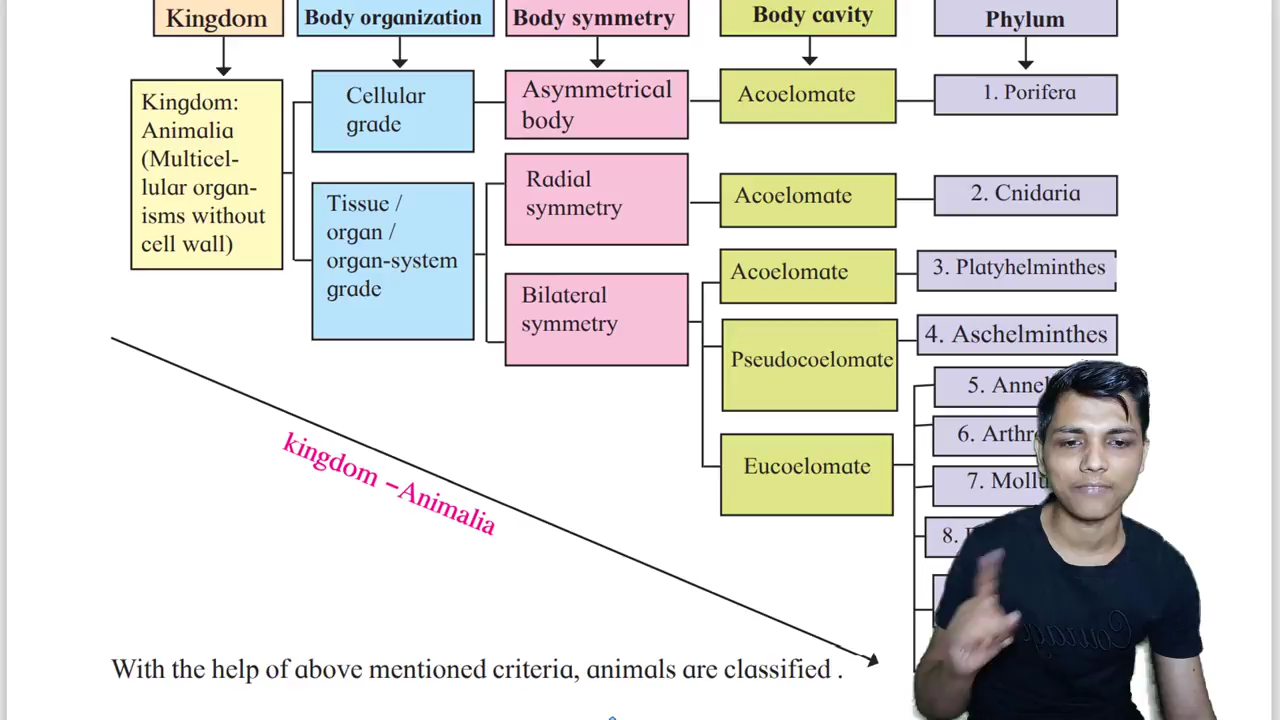 Kingdom
Body organization
Body symmetry
Body cavity
Phylum
Kingdom:
Animalia
(Multicel-
lular organ-
isms without
cell wall)
Cellular
grade
Tissue /
organ /
organ-system
grade
Asymmetrical
body
Radial
symmetry
Bilateral
symmetry
Acoelomate
Acoelomate
Acoelomate
Pseudocoelomate
Eucoelomate
1. Porifera
2. Cnidaria
3. Platyhelminthes
4. Aschelminthes
5.
6.
7.
8.
kingdom -Animalia
With the help of above mentioned criteria, animals are classified .